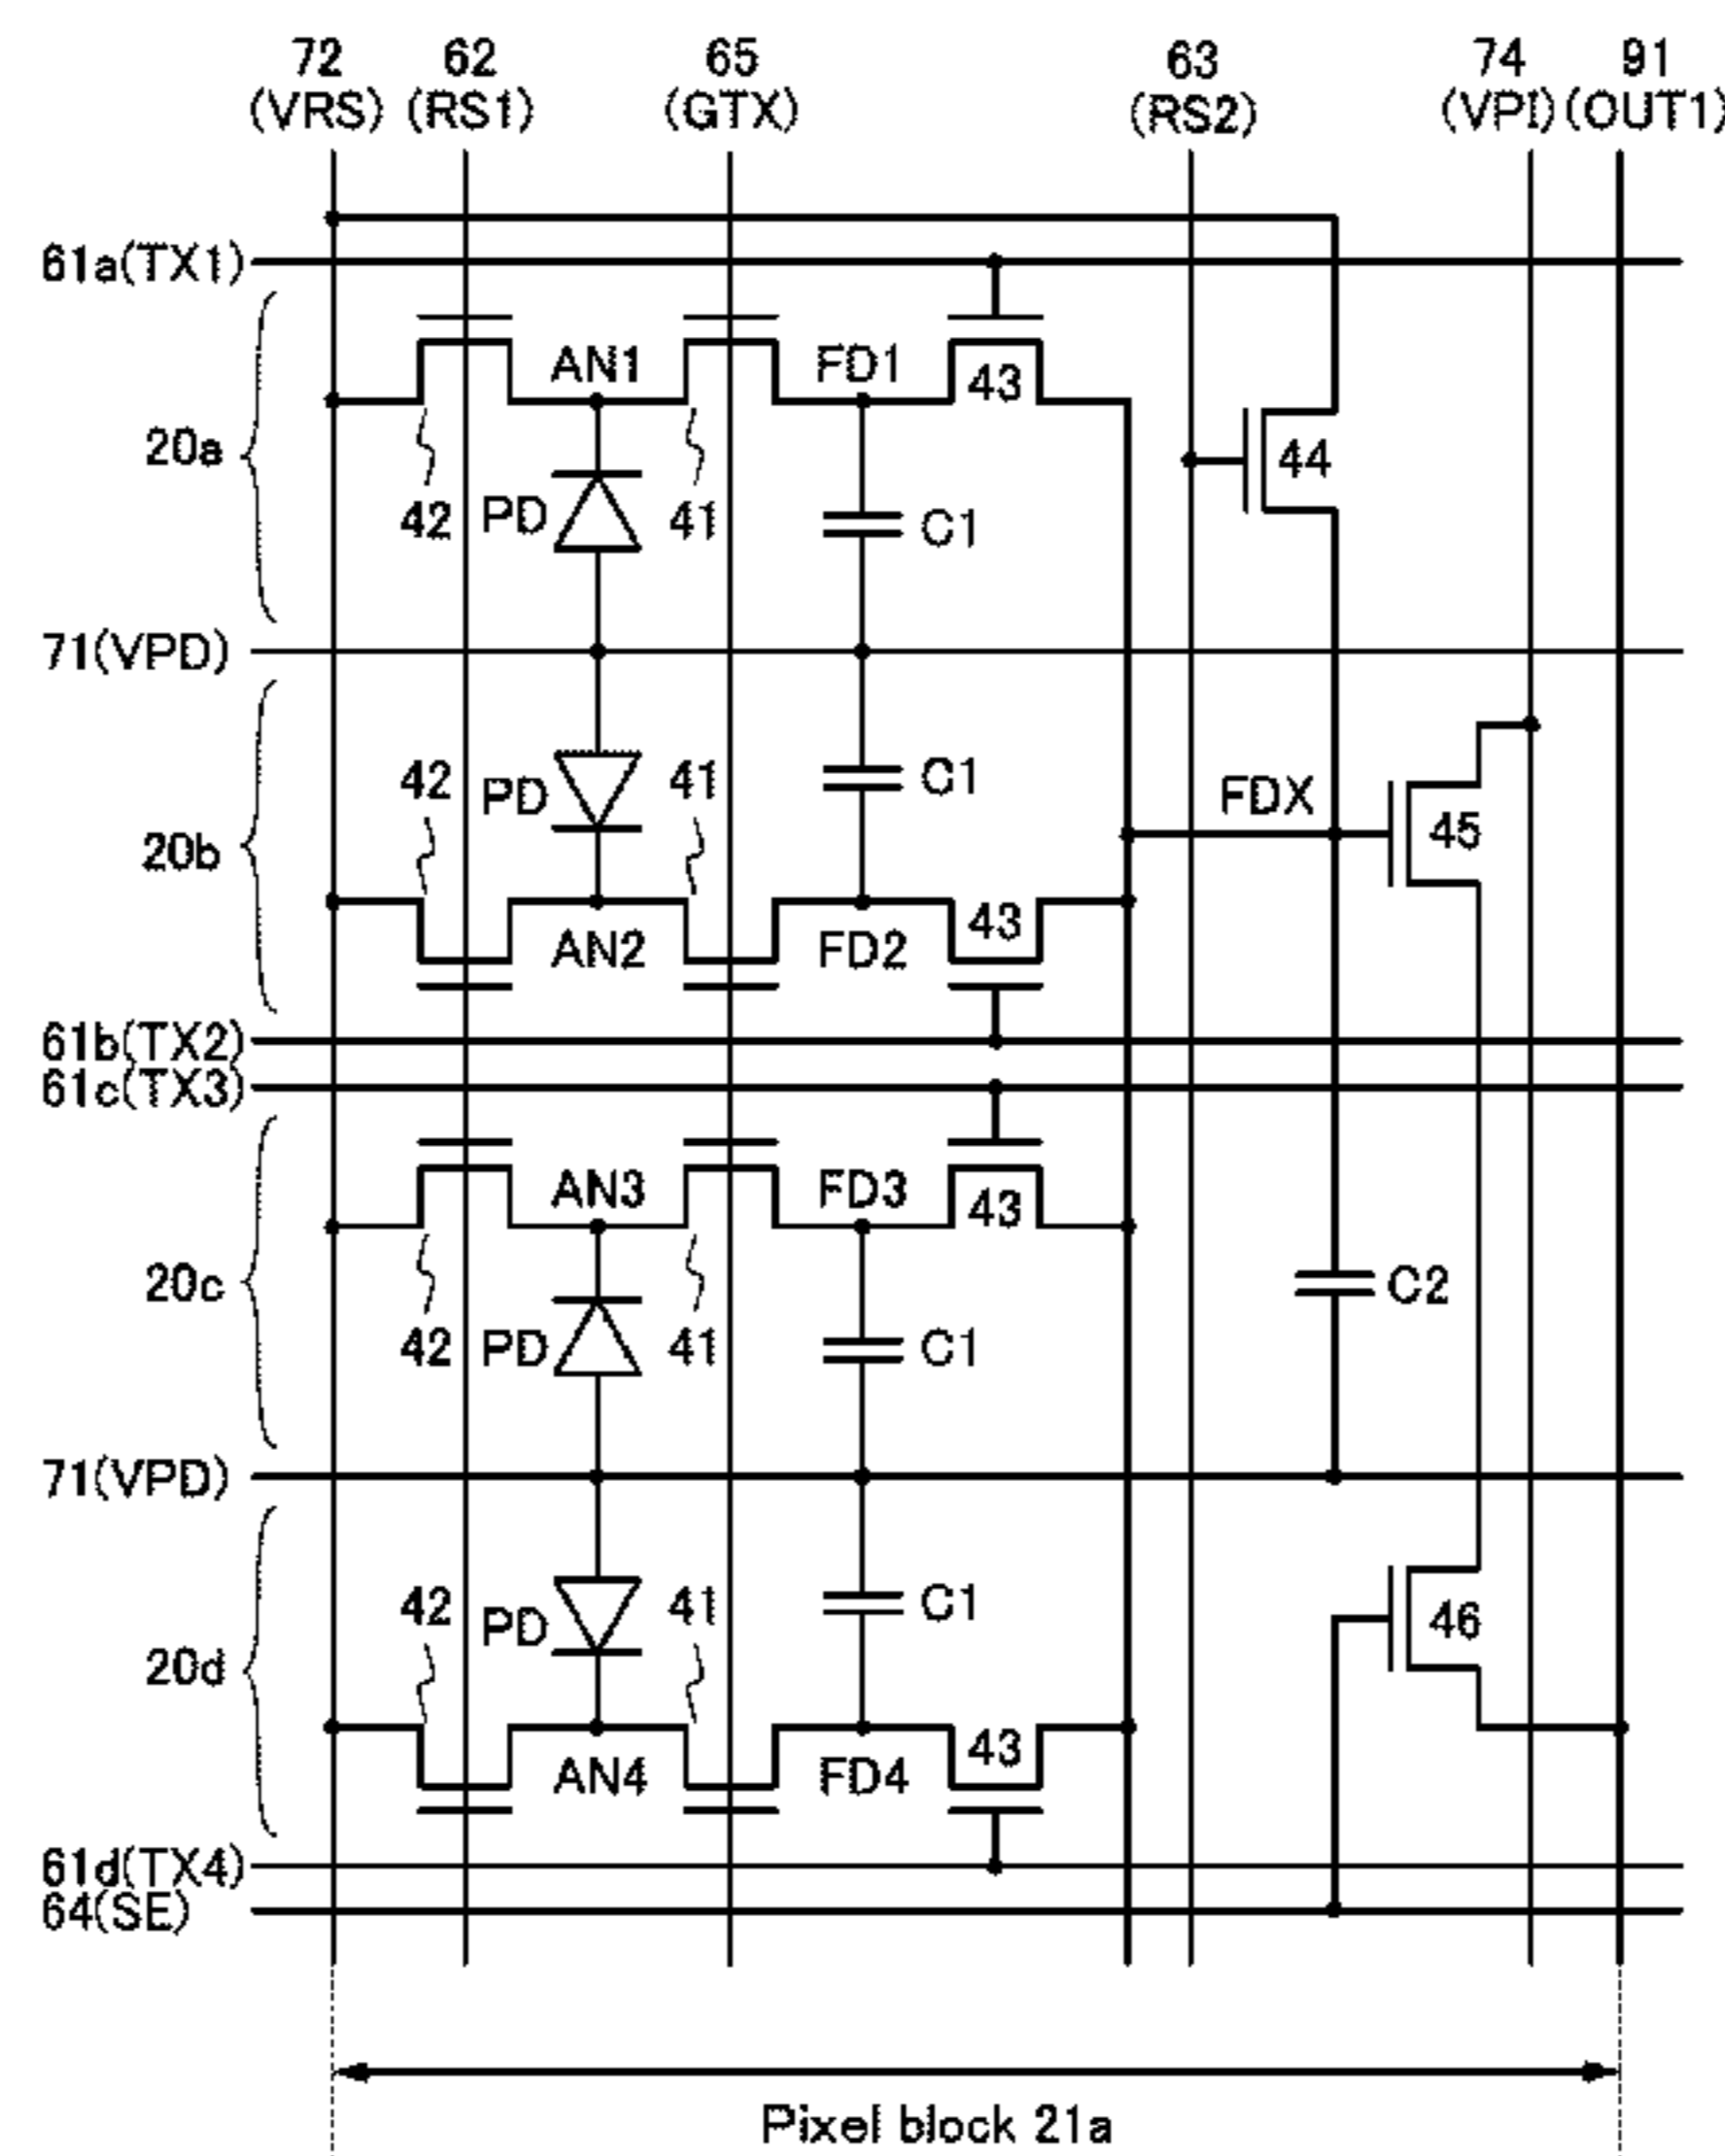 72 62 65 63 74 91
(VRS) (RS1) (GTX) (RS2) (VPI) (OUT1)
61a(TX1)
AN1 FD1 43
20a 44
42 PD 41 C1
71(VPD)
42 PD 41 C1 FDX
20b 45
AN2 FD2 43
61b(TX2)
61c(TX3)
AN3 FD3 43
20c C2
42 PD 41 C1
71(VPD)
42 PD 41 C1 46
20d
AN4 FD4 43
61d(TX4)
64(SE)
Pixel block 21a